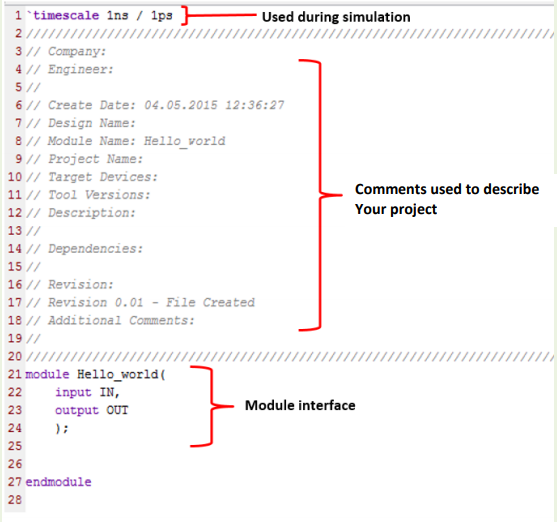 1 `timescale 1ns / 1ps Used during simulation
2 ////////////////////////////////////////////////////////////////////////////////
3 // Company:
4 // Engineer:
5 //
6 // Create Date: 04.05.2015 12:36:27
7 // Design Name:
8 // Module Name: Hello_world
9 // Project Name:
10 // Target Devices:
11 // Tool Versions:
12 // Description:
Comments used to describe
Your project
13 //
14 // Dependencies:
15 //
16 // Revision:
17 // Revision 0.01 - File Created
18 // Additional Comments:
19 //
20 ////////////////////////////////////////////////////////////////////////////////
21 module Hello_world(
22 input IN,
23 output OUT
24 );
Module interface
25
26
27 endmodule
28